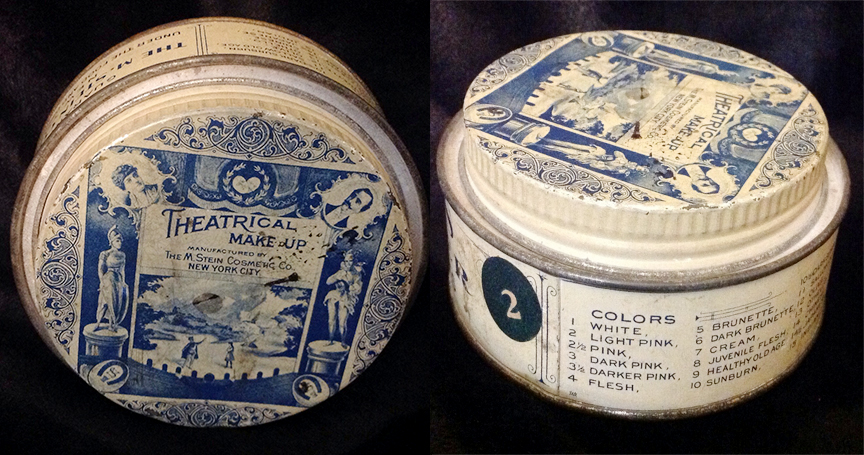 THEATRICAL
MAKE-UP
MANUFACTURED BY
THE M. STEIN COSMETIC CO.
NEW YORK CITY.
THE M.
THEATRICAL
MAKE-UP
2
COLORS
1 WHITE,
2 LIGHT PINK,
2½ PINK,
3 DARK PINK,
3½ DARKER PINK,
4 FLESH,
5 BRUNETTE,
6 DARK BRUNETTE,
7 CREAM,
8 JUVENILE FLESH,
9 HEALTHY OLD AGE
10 SUNBURN,